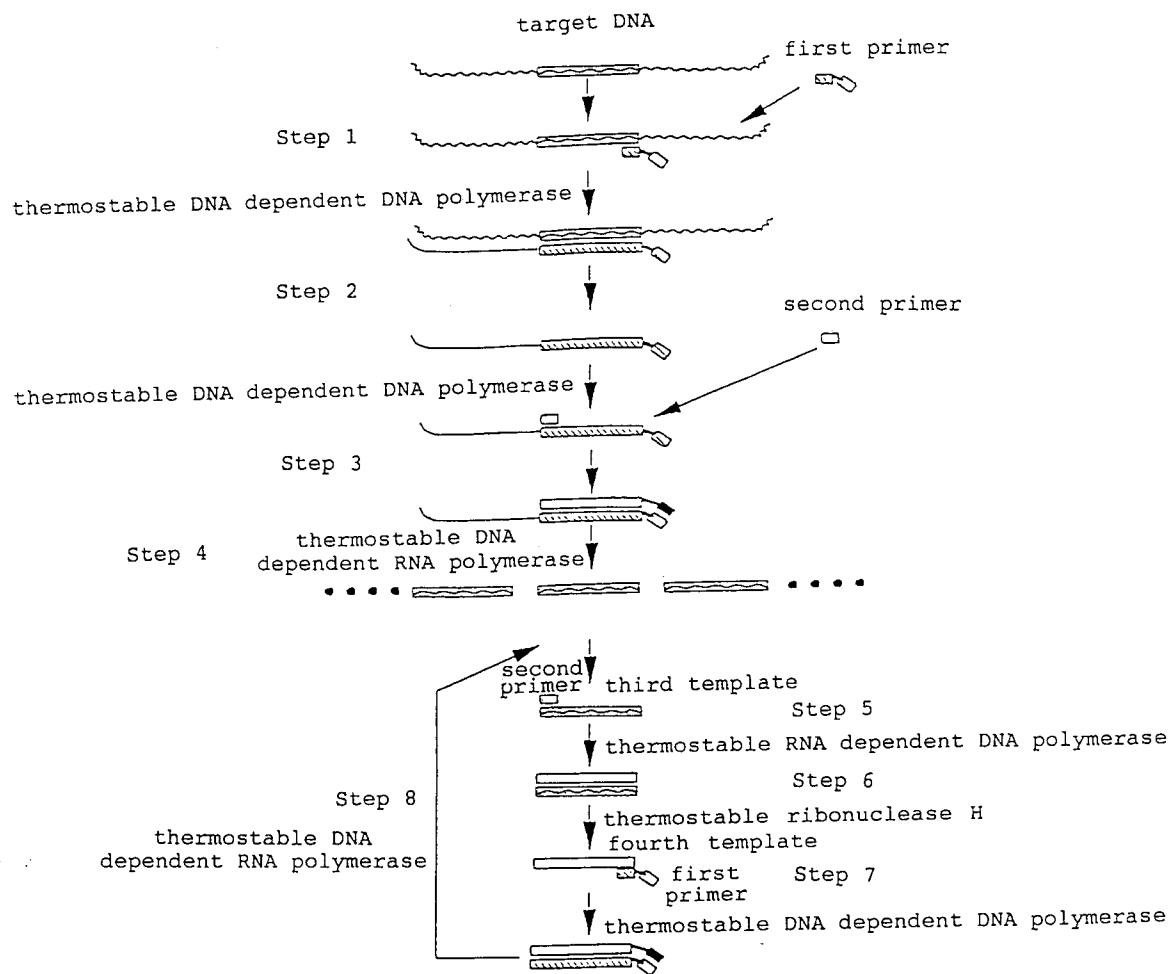 target DNA
first primer
Step 1
thermostable DNA dependent DNA polymerase
Step 2
second primer
thermostable DNA dependent DNA polymerase
Step 3
Step 4
thermostable DNA
dependent RNA polymerase
second
primer
third template
Step 5
thermostable RNA dependent DNA polymerase
Step 6
Step 8
thermostable DNA
dependent RNA polymerase
thermostable ribonuclease H
fourth template
first
primer
Step 7
thermostable DNA dependent DNA polymerase